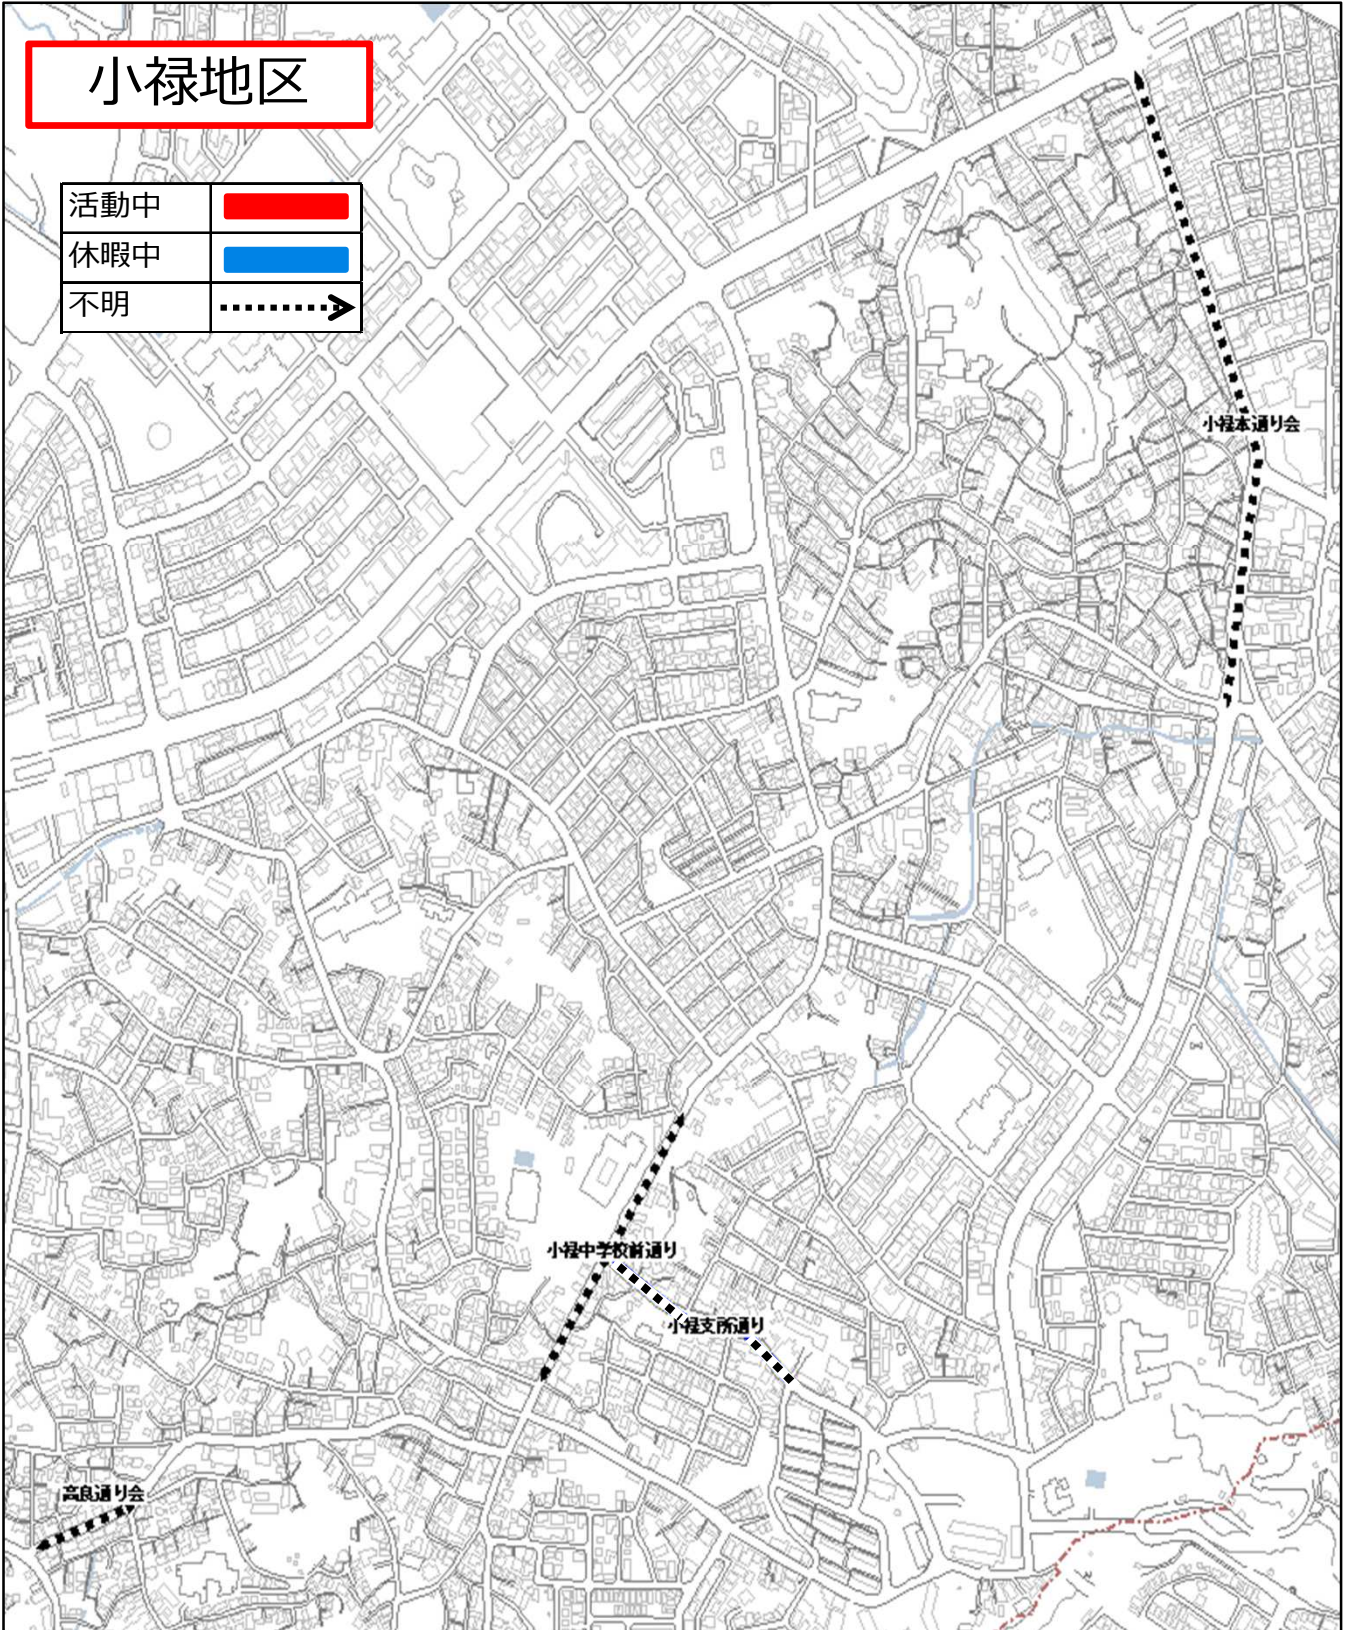 小禄地区
活動中
休暇中
不明
小禄本通り会
小禄中学校前通り
小禄支所通り
高良通り会